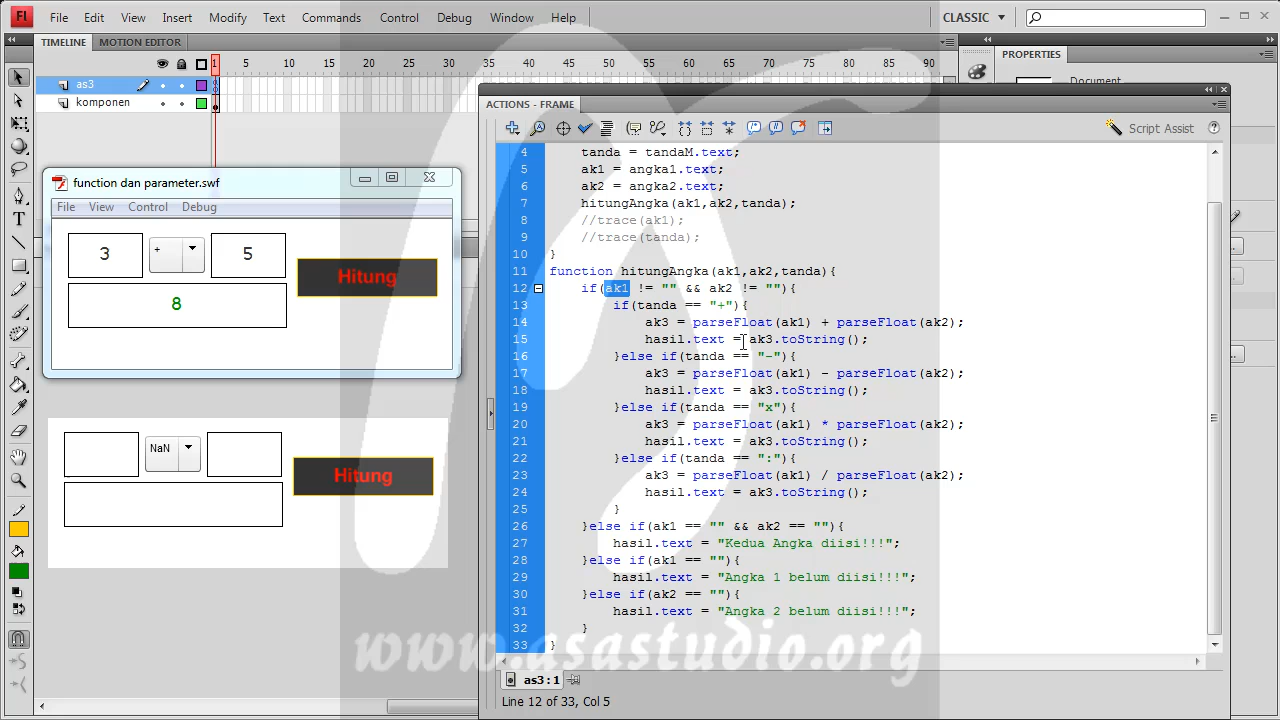 Fl File Edit View Insert Modify Text Commands Control Debug Window Help CLASSIC
TIMELINE MOTION EDITOR
PROPERTIES
Document
1 5 10 15 20 25 30 35 40 45 50 55 60 65 70 75 80 85 90
as3
komponen
ACTIONS - FRAME
Script Assist
function dan parameter.swf
File View Control Debug
3 + 5
Hitung
8
NaN
Hitung
4 tanda = tandaM.text;
5 ak1 = angka1.text;
6 ak2 = angka2.text;
7 hitungAngka(ak1,ak2,tanda);
8 //trace(ak1);
9 //trace(tanda);
10 }
11 function hitungAngka(ak1,ak2,tanda){
12 if(ak1 != "" && ak2 != ""){
13 if(tanda == "+"){
14 ak3 = parseFloat(ak1) + parseFloat(ak2);
15 hasil.text = ak3.toString();
16 }else if(tanda == "-"){
17 ak3 = parseFloat(ak1) - parseFloat(ak2);
18 hasil.text = ak3.toString();
19 }else if(tanda == "x"){
20 ak3 = parseFloat(ak1) * parseFloat(ak2);
21 hasil.text = ak3.toString();
22 }else if(tanda == ":"){
23 ak3 = parseFloat(ak1) / parseFloat(ak2);
24 hasil.text = ak3.toString();
25 }
26 }else if(ak1 == "" && ak2 == ""){
27 hasil.text = "Kedua Angka diisi!!!";
28 }else if(ak1 == ""){
29 hasil.text = "Angka 1 belum diisi!!!";
30 }else if(ak2 == ""){
31 hasil.text = "Angka 2 belum diisi!!!";
32 }
33 }
www.asastudio.org
as3:1
Line 12 of 33, Col 5